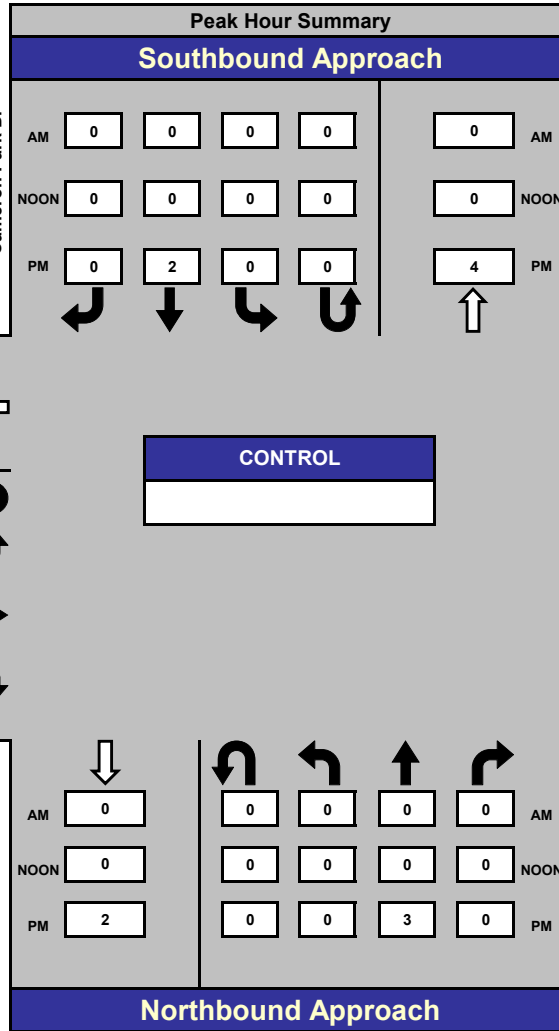 Peak Hour Summary
Southbound Approach
AM 0 0 0 0 0 AM
NOON 0 0 0 0 0 NOON
PM 0 2 0 0 4 PM
CONTROL
AM 0 0 0 0 0 AM
NOON 0 0 0 0 0 NOON
PM 2 0 0 3 0 PM
Northbound Approach